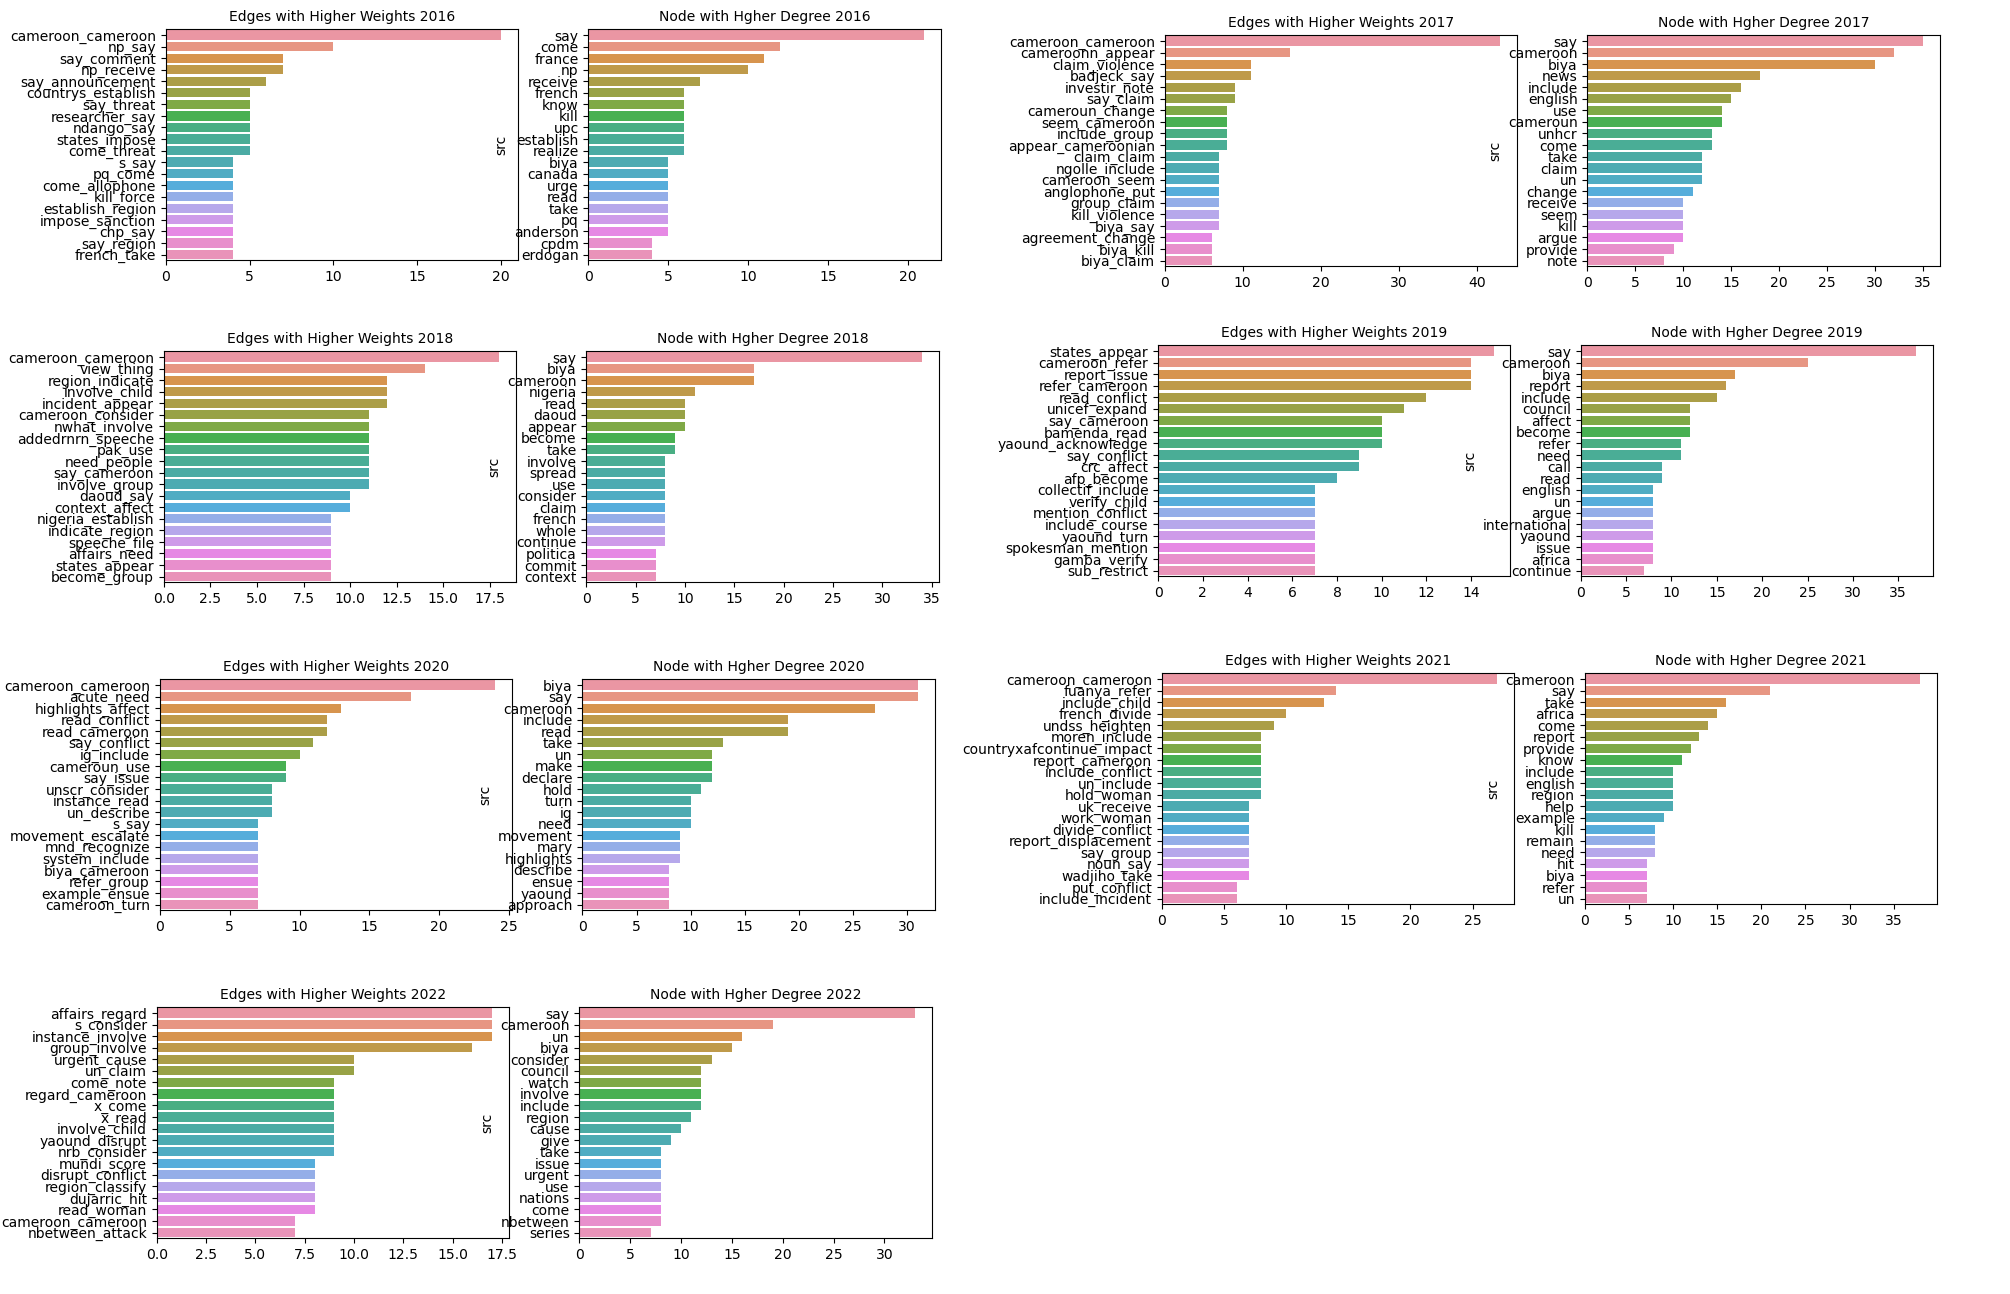 Edges with Higher Weights 2016
cameroon_cameroon
np_say
say_comment
np_receive
say_announcement
countrys_establish
say_threat
researcher_say
ndango_say
states_impose
come_threat
s_say
pq_come
come_allophone
kill_force
establish_region
impose_sanction
chp_say
say_region
french_take
0 5 10 15 20
Node with Hgher Degree 2016
src
say
come
france
np
receive
french
know
kill
upc
establish
realize
biya
canada
urge
read
take
pq
anderson
cpdm
erdogan
0 5 10 15 20
Edges with Higher Weights 2017
cameroon_cameroon
cameroonn_appear
claim_violence
badjeck_say
investir_note
say_claim
cameroun_change
seem_cameroon
include_group
appear_cameroonian
claim_claim
ngolle_include
cameroon_seem
anglophone_put
group_claim
kill_violence
biya_say
agreement_change
biya_kill
biya_claim
0 10 20 30 40
Node with Hgher Degree 2017
src
say
cameroon
biya
news
include
english
use
cameroun
unhcr
come
take
claim
un
change
receive
seem
kill
argue
provide
note
0 5 10 15 20 25 30 35
Edges with Higher Weights 2018
cameroon_cameroon
view_thing
region_indicate
involve_child
incident_appear
cameroon_consider
nwhat_involve
addedrnrn_speeche
pak_use
need_people
say_cameroon
involve_group
daoud_say
context_affect
nigeria_establish
indicate_region
speeche_file
affairs_need
states_appear
become_group
0.0 2.5 5.0 7.5 10.0 12.5 15.0 17.5
Node with Hgher Degree 2018
src
say
biya
cameroon
nigeria
read
daoud
appear
become
take
involve
spread
use
consider
claim
french
whole
continue
politica
commit
context
0 5 10 15 20 25 30 35
Edges with Higher Weights 2019
states_appear
cameroon_refer
report_issue
refer_cameroon
read_conflict
unicef_expand
say_cameroon
bamenda_read
yaound_acknowledge
say_conflict
crc_affect
afp_become
collectif_include
verify_child
mention_conflict
include_course
yaound_turn
spokesman_mention
gamba_verify
sub_restrict
0 2 4 6 8 10 12 14
Node with Hgher Degree 2019
src
say
cameroon
biya
report
include
council
affect
become
refer
need
call
read
english
un
argue
international
yaound
issue
africa
continue
0 5 10 15 20 25 30 35
Edges with Higher Weights 2020
cameroon_cameroon
acute_need
highlights_affect
read_conflict
read_cameroon
say_conflict
ig_include
cameroun_use
say_issue
unscr_consider
instance_read
un_describe
s_say
movement_escalate
mnd_recognize
system_include
biya_cameroon
refer_group
example_ensue
cameroon_turn
0 5 10 15 20 25
Node with Hgher Degree 2020
src
biya
say
cameroon
include
read
take
un
make
declare
hold
turn
ig
need
movement
mary
highlights
describe
ensue
yaound
approach
0 5 10 15 20 25 30
Edges with Higher Weights 2021
cameroon_cameroon
fuanya_refer
include_child
french_divide
undss_heighten
moren_include
countryxafcontinue_impact
report_cameroon
include_conflict
un_include
hold_woman
uk_receive
work_woman
divide_conflict
report_displacement
say_group
noun_say
wadjiho_take
put_conflict
include_incident
0 5 10 15 20 25
Node with Hgher Degree 2021
src
cameroon
say
take
africa
come
report
provide
know
include
english
region
help
example
kill
remain
need
hit
biya
refer
un
0 5 10 15 20 25 30 35
Edges with Higher Weights 2022
affairs_regard
s_consider
instance_involve
group_involve
urgent_cause
un_claim
come_note
regard_cameroon
x_come
x_read
involve_child
yaound_disrupt
nrb_consider
mundi_score
disrupt_conflict
region_classify
dujarric_hit
read_woman
cameroon_cameroon
nbetween_attack
0.0 2.5 5.0 7.5 10.0 12.5 15.0 17.5
Node with Hgher Degree 2022
src
say
cameroon
un
biya
consider
council
watch
involve
include
region
cause
give
take
issue
urgent
use
nations
come
nbetween
series
0 5 10 15 20 25 30